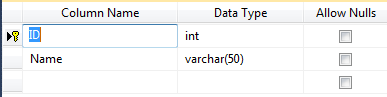 Column Name Data Type Allow Nulls
ID int
Name varchar(50)